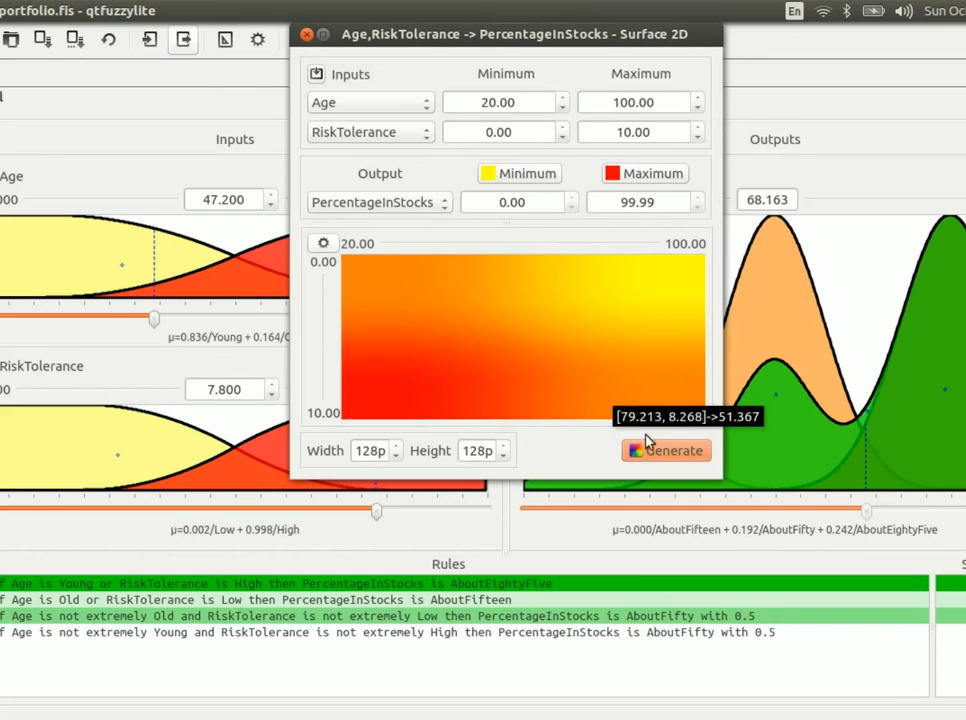 portfolio.fis - qtfuzzylite
En
Sun Oc
Age,RiskTolerance -> PercentageInStocks - Surface 2D
Inputs Minimum Maximum
Age 20.00 100.00
RiskTolerance 0.00 10.00
Output Minimum Maximum
PercentageInStocks 0.00 99.99
20.00 100.00
0.00
10.00
[79.213, 8.268]->51.367
Width 128p Height 128p Generate
l
Inputs
Age
000 47.200
μ=0.836/Young + 0.164/O
RiskTolerance
00 7.800
μ=0.002/Low + 0.998/High
Outputs
68.163
μ=0.000/AboutFifteen + 0.192/AboutFifty + 0.242/AboutEightyFive
Rules
f Age is Young or RiskTolerance is High then PercentageInStocks is AboutEightyFive
f Age is Old or RiskTolerance is Low then PercentageInStocks is AboutFifteen
f Age is not extremely Old and RiskTolerance is not extremely Low then PercentageInStocks is AboutFifty with 0.5
f Age is not extremely Young and RiskTolerance is not extremely High then PercentageInStocks is AboutFifty with 0.5